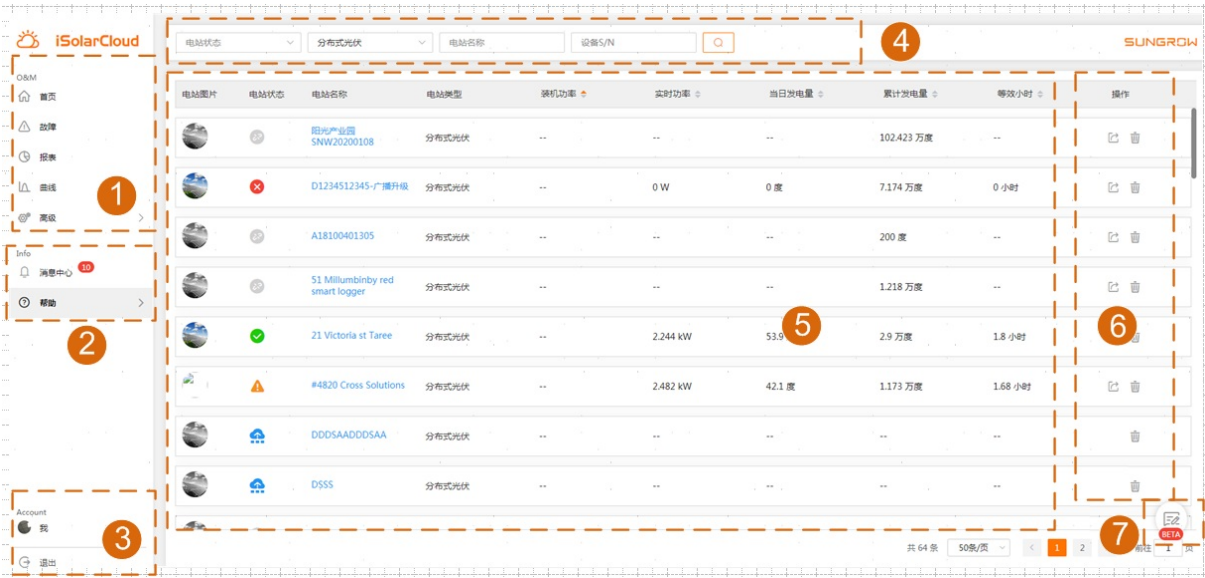 iSolarCloud
电站状态 分布式光伏 电站名称 设备S/N
4
SUNGROW
O&M
首页
故障
报表
曲线
高级
1
Info
消息中心 10
帮助
2
Account
我
退出
3
电站图片 电站状态 电站名称 电站类型 装机功率 实时功率 当日发电量 累计发电量 等效小时 操作
阳光产业园
SNW20200108 分布式光伏 -- -- -- 102.423 万度 --
D1234512345-广播升级 分布式光伏 -- 0 W 0 度 7.174 万度 0 小时
A18100401305 分布式光伏 -- -- -- 200 度 --
51 Millumbinby red
smart logger 分布式光伏 -- -- -- 1.218 万度 --
5
6
21 Victoria st Taree 分布式光伏 -- 2.244 kW 53.9 2.9 万度 1.8 小时
#4820 Cross Solutions 分布式光伏 -- 2.482 kW 42.1 度 1.173 万度 1.68 小时
DDDSAADDDSAA 分布式光伏 -- -- -- -- --
DSSS 分布式光伏 -- -- -- -- --
7
BETA
共 64 条 50条/页 1 2 前往 1 页